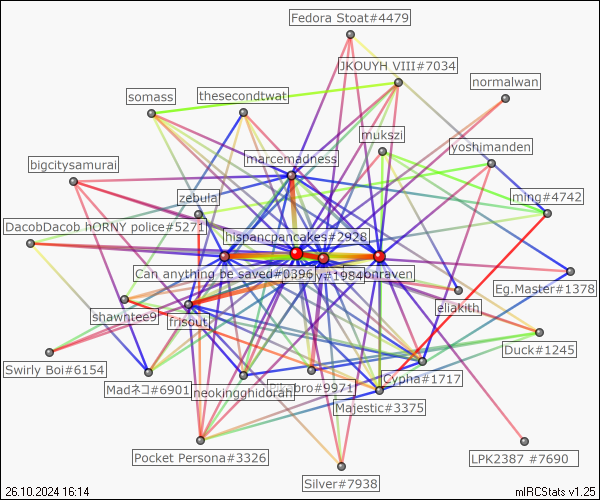 Fedora Stoat#4479
JKOUYH VIII#7034
normalwan
somass
thesecondtwat
mukszi
yoshimanden
marcemadness
bigcitysamurai
zebula
ming#4742
DacobDacob hORNY police#5271
hispancpancakes#2928
Can anything be saved#0396
y#1984
onraven
Eg.Master#1378
eliakith
shawntee9
frisout
Duck#1245
Swirly Boi#6154
Madネコ#6901
neokingghidorah
bro#9971
Cypha#1717
Majestic#3375
Pocket Persona#3326
LPK2387 #7690
Silver#7938
26.10.2024 16:14
mIRCStats v1.25